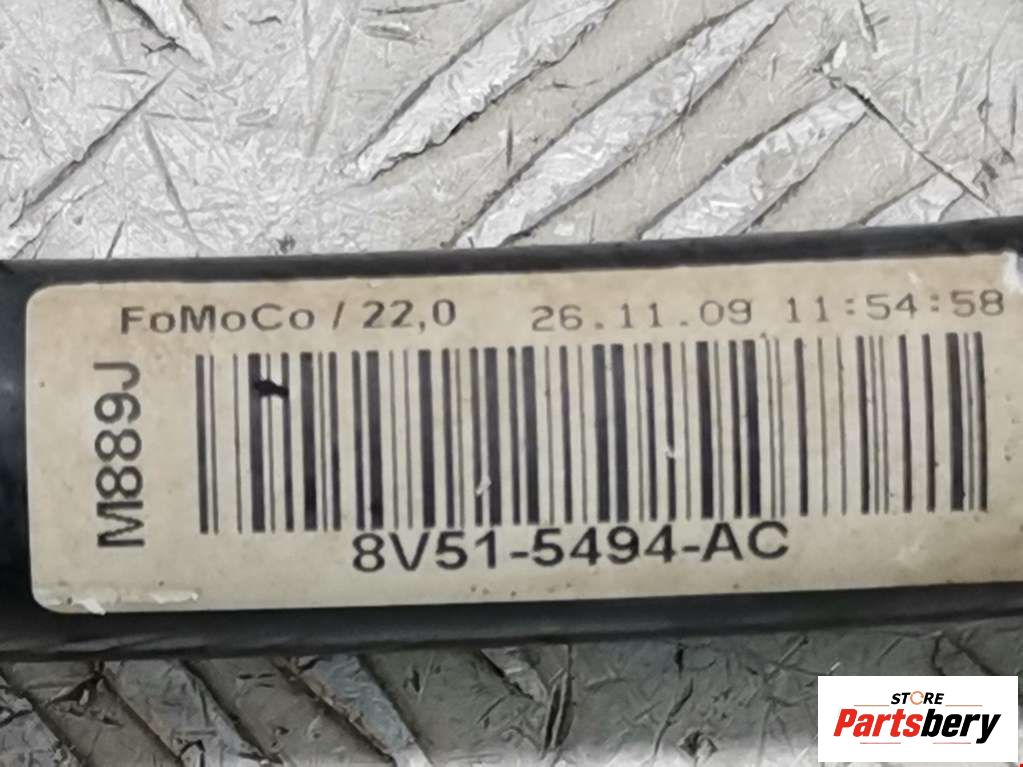 FoMoCo / 22,0 26.11.09 11:54:58
M889J
8V51-5494-AC
STORE
Partsbery